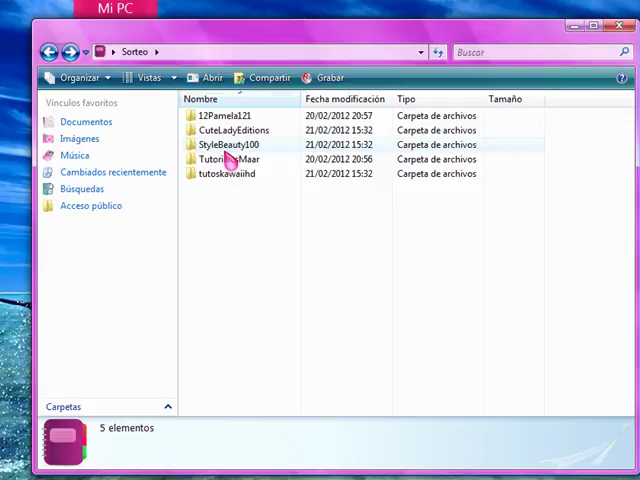 Mi PC
Sorteo
Buscar
Organizar Vistas Abrir Compartir Grabar
Vínculos favoritos
Documentos
Imágenes
Música
Cambiados recientemente
Búsquedas
Acceso público
Carpetas
Nombre Fecha modificación Tipo Tamaño
12Pamela121 20/02/2012 20:57 Carpeta de archivos
CuteLadyEditions 21/02/2012 15:32 Carpeta de archivos
StyleBeauty100 21/02/2012 15:32 Carpeta de archivos
20/02/2012 20:56 Carpeta de archivos
tutoskawaiihd 21/02/2012 15:32 Carpeta de archivos
5 elementos